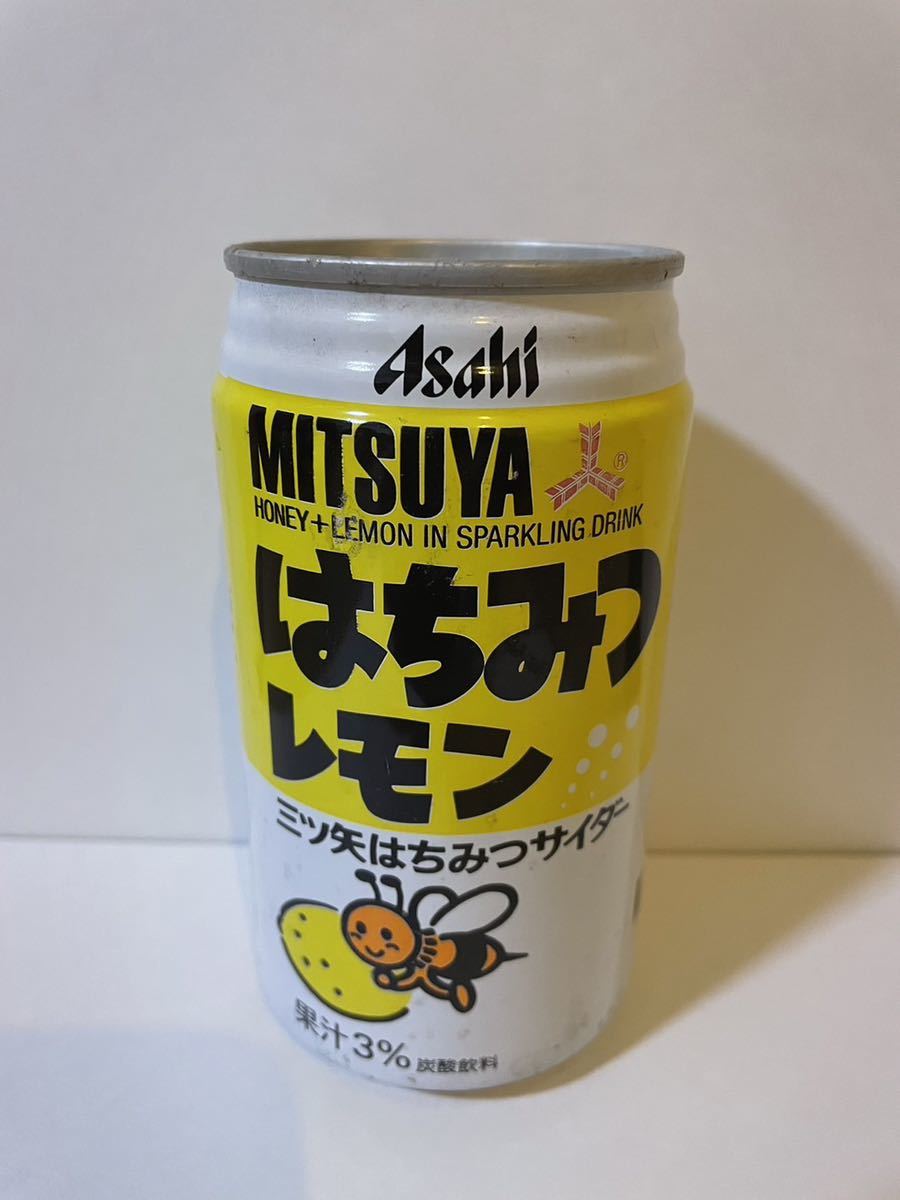 Asahi
MITSUYA ®
HONEY+LEMON IN SPARKLING DRINK
はちみつ
レモン
三ツ矢はちみつサイダー
果汁3% 炭酸飲料